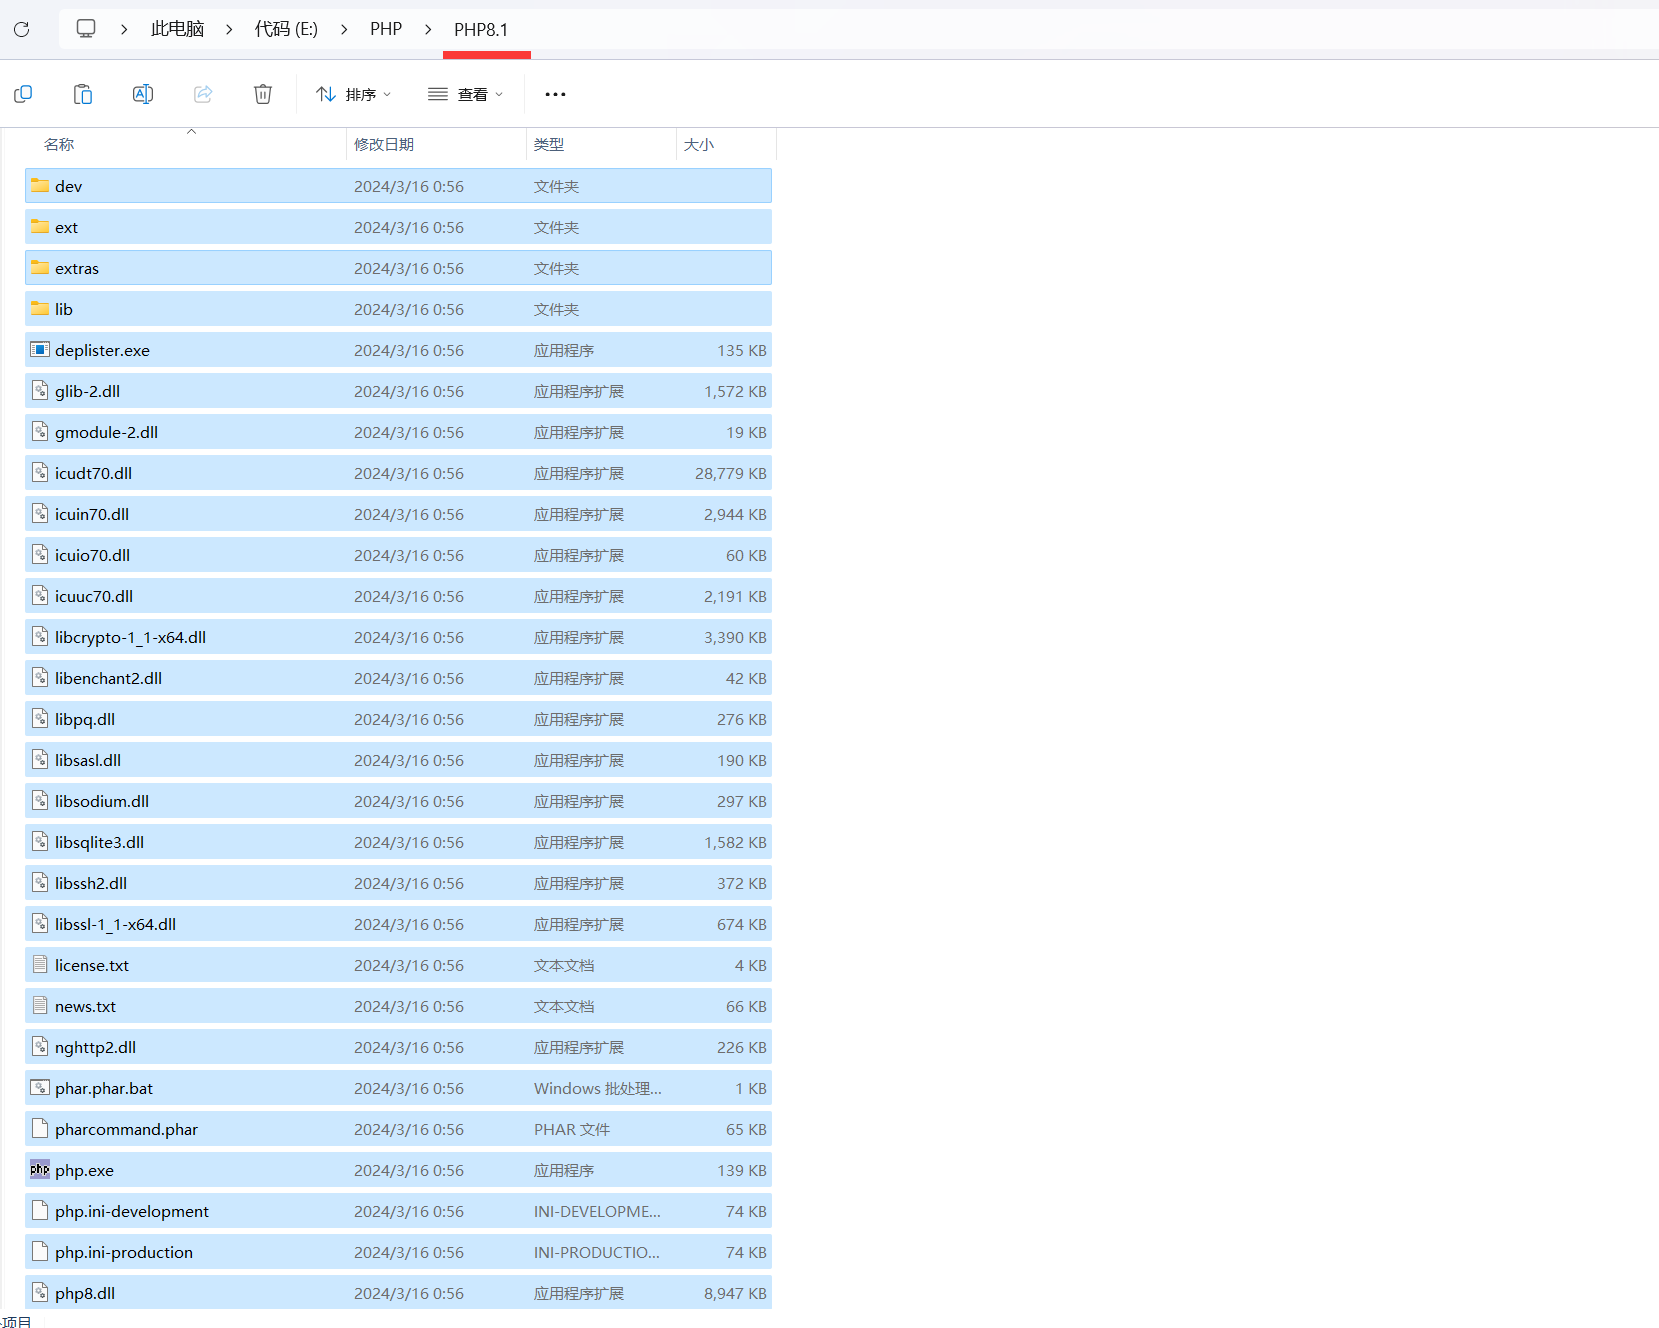 此电脑 > 代码 (E:) > PHP > PHP8.1
排序 查看
名称 修改日期 类型 大小
dev 2024/3/16 0:56 文件夹
ext 2024/3/16 0:56 文件夹
extras 2024/3/16 0:56 文件夹
lib 2024/3/16 0:56 文件夹
deplister.exe 2024/3/16 0:56 应用程序 135 KB
glib-2.dll 2024/3/16 0:56 应用程序扩展 1,572 KB
gmodule-2.dll 2024/3/16 0:56 应用程序扩展 19 KB
icudt70.dll 2024/3/16 0:56 应用程序扩展 28,779 KB
icuin70.dll 2024/3/16 0:56 应用程序扩展 2,944 KB
icuio70.dll 2024/3/16 0:56 应用程序扩展 60 KB
icuuc70.dll 2024/3/16 0:56 应用程序扩展 2,191 KB
libcrypto-1_1-x64.dll 2024/3/16 0:56 应用程序扩展 3,390 KB
libenchant2.dll 2024/3/16 0:56 应用程序扩展 42 KB
libpq.dll 2024/3/16 0:56 应用程序扩展 276 KB
libsasl.dll 2024/3/16 0:56 应用程序扩展 190 KB
libsodium.dll 2024/3/16 0:56 应用程序扩展 297 KB
libsqlite3.dll 2024/3/16 0:56 应用程序扩展 1,582 KB
libssh2.dll 2024/3/16 0:56 应用程序扩展 372 KB
libssl-1_1-x64.dll 2024/3/16 0:56 应用程序扩展 674 KB
license.txt 2024/3/16 0:56 文本文档 4 KB
news.txt 2024/3/16 0:56 文本文档 66 KB
nghttp2.dll 2024/3/16 0:56 应用程序扩展 226 KB
phar.phar.bat 2024/3/16 0:56 Windows 批处理... 1 KB
pharcommand.phar 2024/3/16 0:56 PHAR 文件 65 KB
php.exe 2024/3/16 0:56 应用程序 139 KB
php.ini-development 2024/3/16 0:56 INI-DEVELOPME... 74 KB
php.ini-production 2024/3/16 0:56 INI-PRODUCTIO... 74 KB
php8.dll 2024/3/16 0:56 应用程序扩展 8,947 KB
项目